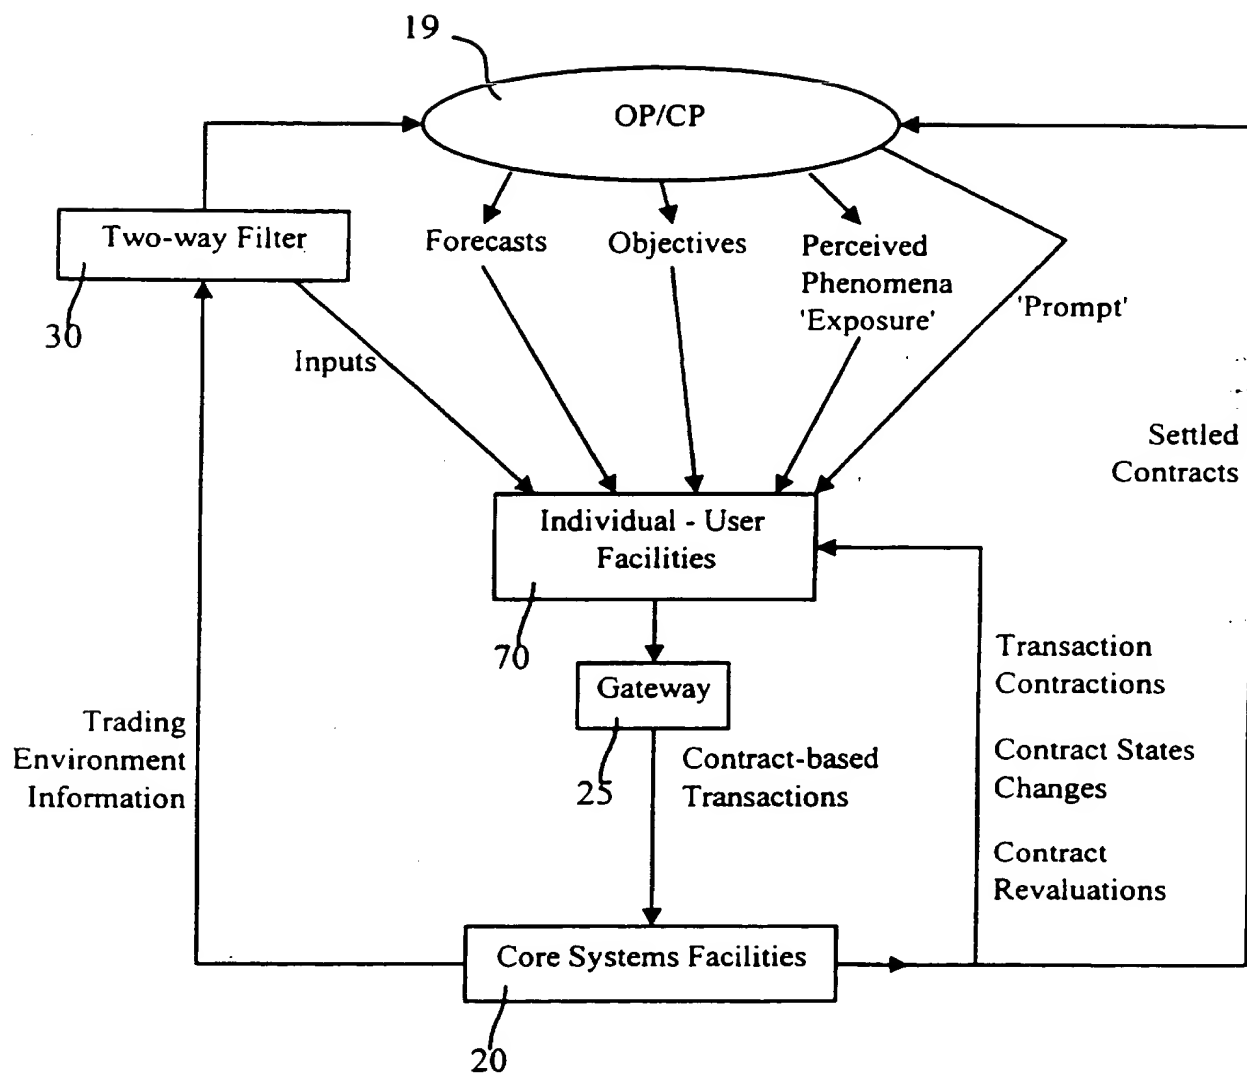 19
OP/CP
Two-way Filter
30
Forecasts
Objectives
Perceived
Phenomena
'Exposure'
'Prompt'
Inputs
Settled
Contracts
Individual - User
Facilities
70
Gateway
25
Contract-based
Transactions
Trading
Environment
Information
Transaction
Contractions
Contract States
Changes
Contract
Revaluations
Core Systems Facilities
20